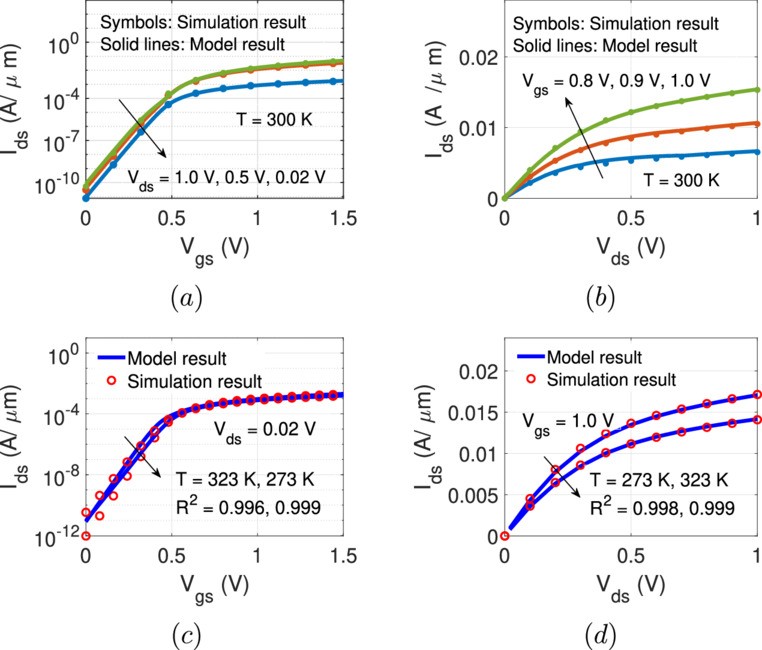 Symbols: Simulation result
Solid lines: Model result
I_ds (A/ μ m)
10^0
10^-4
10^-7
10^-10
T = 300 K
V_ds = 1.0 V, 0.5 V, 0.02 V
0 0.5 1 1.5
V_gs (V)
(a)
Symbols: Simulation result
Solid lines: Model result
I_ds (A /μ m)
0.02
0.01
0
V_gs = 0.8 V, 0.9 V, 1.0 V
T = 300 K
0 0.5 1
V_ds (V)
(b)
Model result
Simulation result
I_ds (A/ μm)
10^0
10^-4
10^-8
10^-12
V_ds = 0.02 V
T = 323 K, 273 K
R^2 = 0.996, 0.999
0 0.5 1 1.5
V_gs (V)
(c)
Model result
Simulation result
I_ds (A/ μm)
0.02
0.015
0.01
0.005
0
V_gs = 1.0 V
T = 273 K, 323 K
R^2 = 0.998, 0.999
0 0.5 1
V_ds (V)
(d)